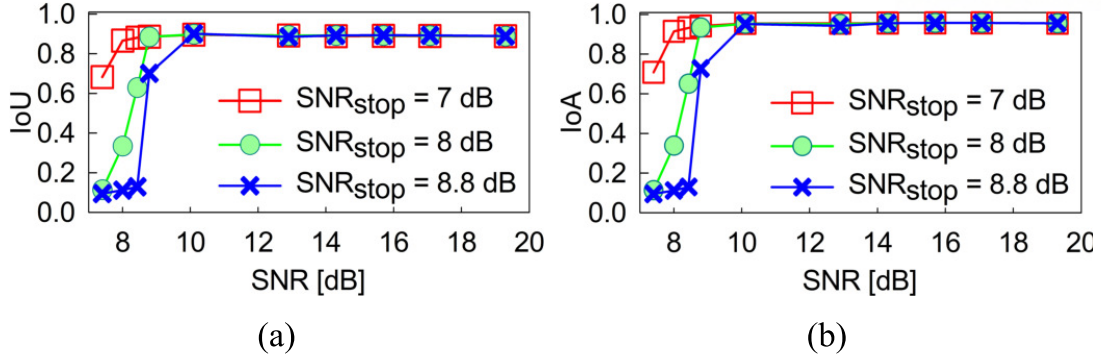 1.0
0.8
0.6
0.4
0.2
0.0
IoU
SNRstop = 7 dB
SNRstop = 8 dB
SNRstop = 8.8 dB
8 10 12 14 16 18 20
SNR [dB]
(a)
1.0
0.8
0.6
0.4
0.2
0.0
IoA
SNRstop = 7 dB
SNRstop = 8 dB
SNRstop = 8.8 dB
8 10 12 14 16 18 20
SNR [dB]
(b)